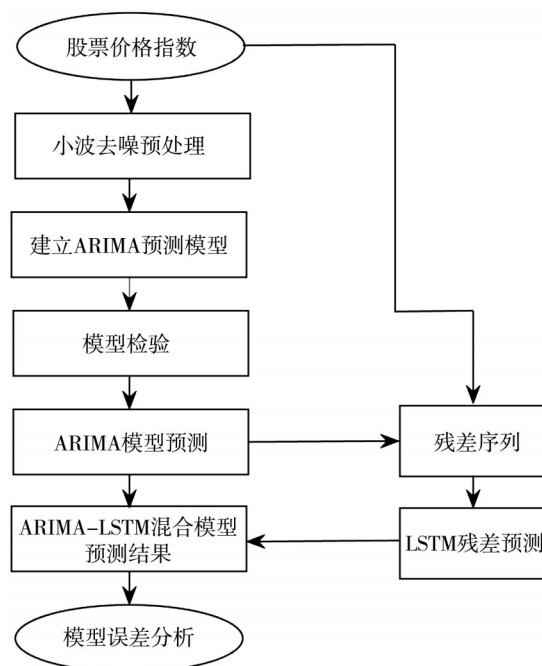 股票价格指数
小波去噪预处理
建立ARIMA预测模型
模型检验
ARIMA模型预测
残差序列
ARIMA-LSTM混合模型
预测结果
LSTM残差预测
模型误差分析